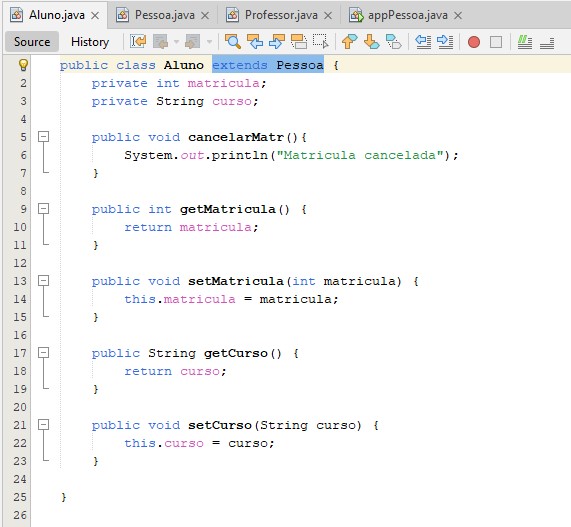 Aluno.java Pessoa.java Professor.java appPessoa.java
Source History
public class Aluno extends Pessoa {
2 private int matricula;
3 private String curso;
4
5 public void cancelarMatr(){
6 System.out.println("Matricula cancelada");
7 }
8
9 public int getMatricula() {
10 return matricula;
11 }
12
13 public void setMatricula(int matricula) {
14 this.matricula = matricula;
15 }
16
17 public String getCurso() {
18 return curso;
19 }
20
21 public void setCurso(String curso) {
22 this.curso = curso;
23 }
24
25 }
26